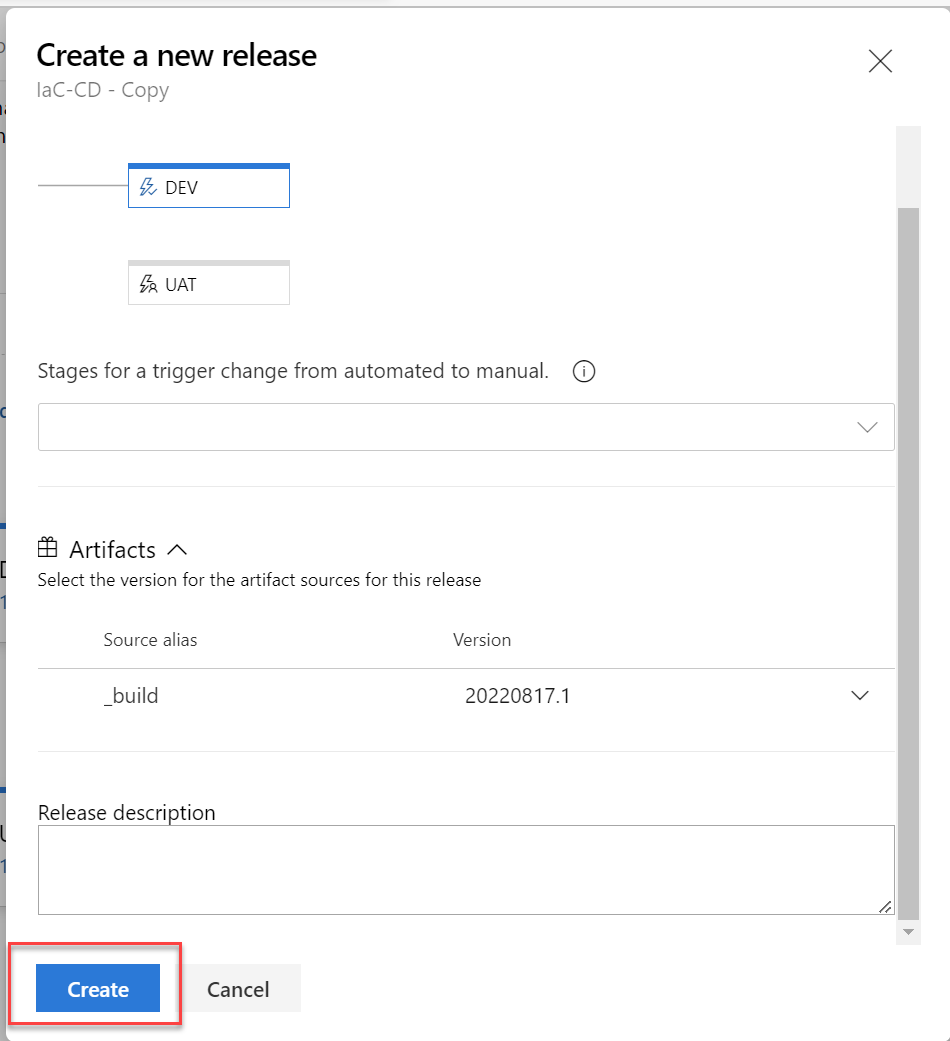 Create a new release
IaC-CD - Copy
DEV
UAT
Stages for a trigger change from automated to manual.
Artifacts
Select the version for the artifact sources for this release
Source alias Version
_build 20220817.1
Release description
Create Cancel